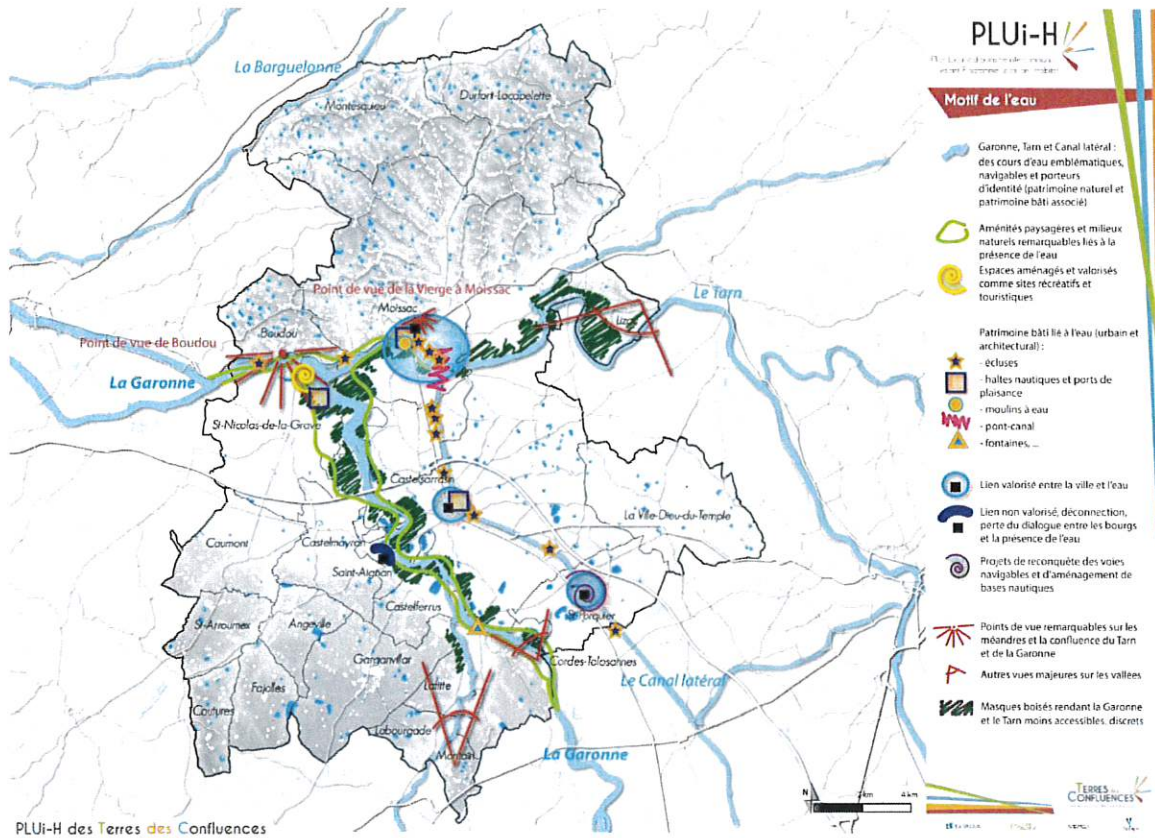 La Barguelonne
Montesquieu
Durfort-Lacapelette
Point de vue de la Vierge à Moissac
Moissac
Le Tarn
Boudou
Point de vue de Boudou
La Garonne
St-Nicolas-de-la-Grave
Castelsarrasin
La Ville-Dieu-du-Temple
Caumont
Castelmayran
Saint-Aignan
Castelferrus
St-Porquier
St-Arroumex
Angeville
Garganvillar
Cordes-Tolosannes
Fajolles
Lafitte
Le Canal latéral
Coutures
Labourgade
La Garonne
N
4 km
PLUi-H des Terres des Confluences
PLUi-H
Motif de l'eau
Garonne, Tarn et Canal latéral :
des cours d'eau emblématiques,
navigables et porteurs
d'identité (patrimoine naturel et
patrimoine bâti associé)
Aménités paysagères et milieux
naturels remarquables liés à la
présence de l'eau
Espaces aménagés et valorisés
comme sites récréatifs et
touristiques
Patrimoine bâti lié à l'eau (urbain et
architectural) :
- écluses
- halles nautiques et ports de
plaisance
- moulins à eau
- pont-canal
- fontaines, ...
Lien valorisé entre la ville et l'eau
Lien non valorisé, déconnection,
perte du dialogue entre les bourgs
et la présence de l'eau
Projets de reconquête des voies
navigables et d'aménagement de
bases nautiques
Points de vue remarquables sur les
méandres et la confluence du Tarn
et de la Garonne
Autres vues majeures sur les vallées
Masques boisés rendant la Garonne
et le Tarn moins accessibles, discrets
TERRES
CONFLUENCES